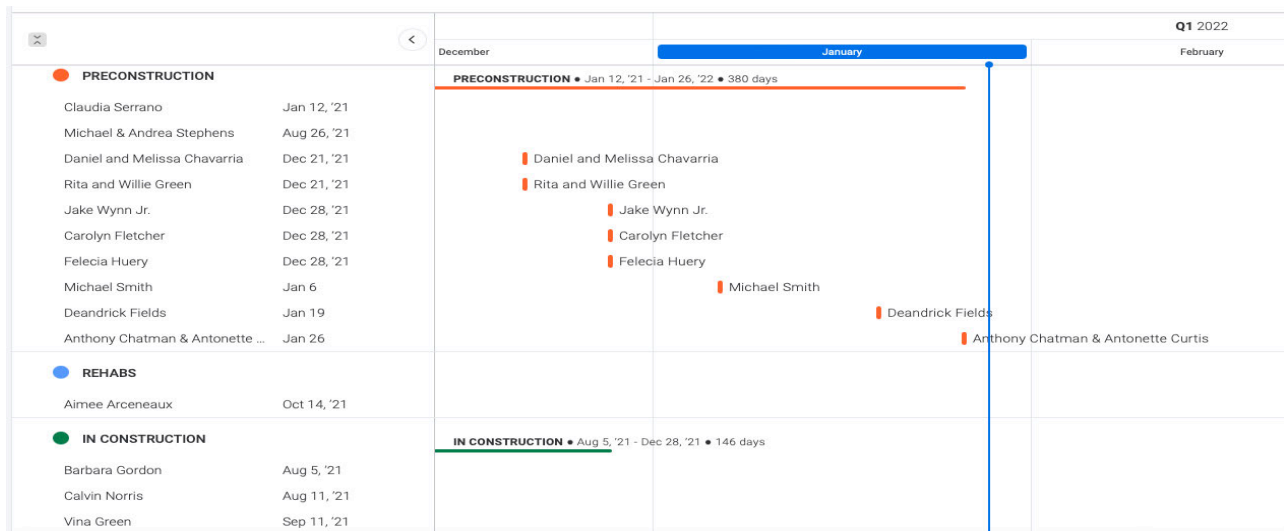 Q1 2022
December January February
PRECONSTRUCTION PRECONSTRUCTION • Jan 12, '21 - Jan 26, '22 • 380 days
Claudia Serrano Jan 12, '21
Michael & Andrea Stephens Aug 26, '21
Daniel and Melissa Chavarria Dec 21, '21 Daniel and Melissa Chavarria
Rita and Willie Green Dec 21, '21 Rita and Willie Green
Jake Wynn Jr. Dec 28, '21 Jake Wynn Jr.
Carolyn Fletcher Dec 28, '21 Carolyn Fletcher
Felecia Huery Dec 28, '21 Felecia Huery
Michael Smith Jan 6 Michael Smith
Deandrick Fields Jan 19 Deandrick Fields
Anthony Chatman & Antonette ... Jan 26 Anthony Chatman & Antonette Curtis
REHABS
Aimee Arceneaux Oct 14, '21
IN CONSTRUCTION IN CONSTRUCTION • Aug 5, '21 - Dec 28, '21 • 146 days
Barbara Gordon Aug 5, '21
Calvin Norris Aug 11, '21
Vina Green Sep 11, '21